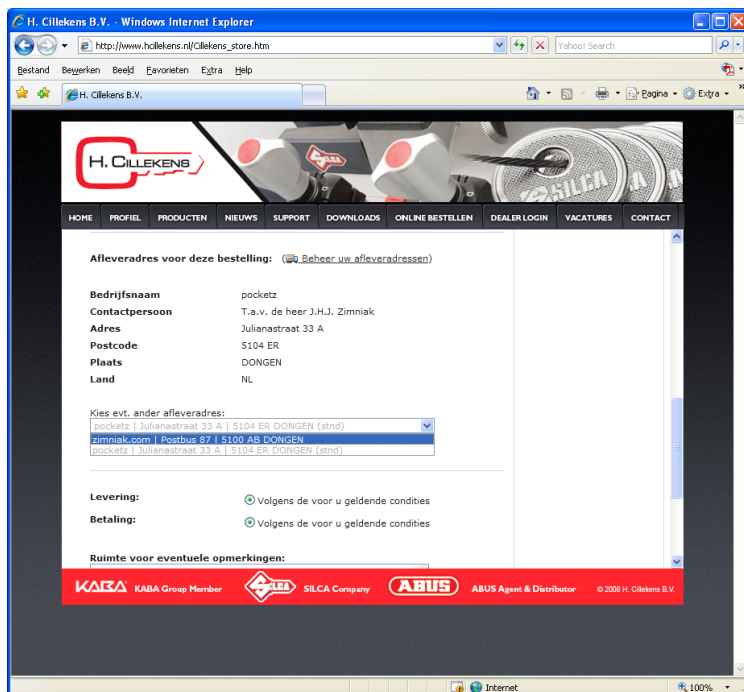 H. Cillekens B.V. - Windows Internet Explorer
http://www.hcillekens.nl/Cillekens_store.htm
Yahoo! Search
Bestand Bewerken Beeld Favorieten Extra Help
H. Cillekens B.V.
Pagina Extra
H. CILLEKENS
SILCA
SILCA
HOME PROFIEL PRODUCTEN NIEUWS SUPPORT DOWNLOADS ONLINE BESTELLEN DEALER LOGIN VACATURES CONTACT
Afleveradres voor deze bestelling: ( Beheer uw afleveradressen)
Bedrijfsnaam pocketz
Contactpersoon T.a.v. de heer J.H.J. Zimniak
Adres Julianastraat 33 A
Postcode 5104 ER
Plaats DONGEN
Land NL
Kies evt. ander afleveradres:
pocketz | Julianastraat 33 A | 5104 ER DONGEN (stnd)
zimniak.com | Postbus 87 | 5100 AB DONGEN
pocketz | Julianastraat 33 A | 5104 ER DONGEN (stnd)
Levering: Volgens de voor u geldende condities
Betaling: Volgens de voor u geldende condities
Ruimte voor eventuele opmerkingen:
KABA KABA Group Member SILCA SILCA Company ABUS ABUS Agent & Distributor © 2008 H. Cillekens B.V.
Internet 100%